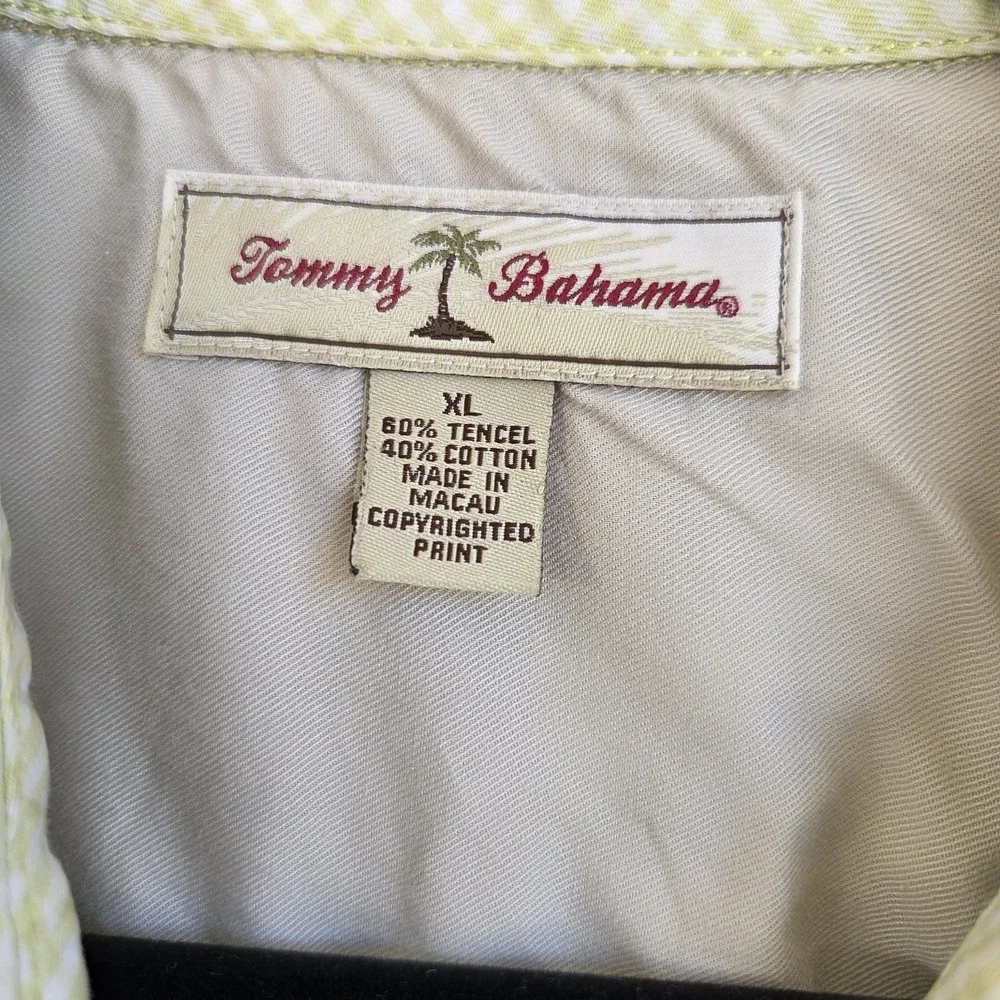 Tommy Bahama®
XL
60% TENCEL
40% COTTON
MADE IN
MACAU
COPYRIGHTED
PRINT